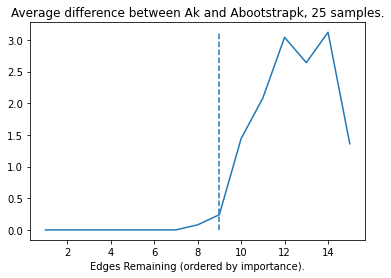 Average difference between Ak and Abootstrapk, 25 samples.
3.0
2.5
2.0
1.5
1.0
0.5
0.0
2 4 6 8 10 12 14
Edges Remaining (ordered by importance).